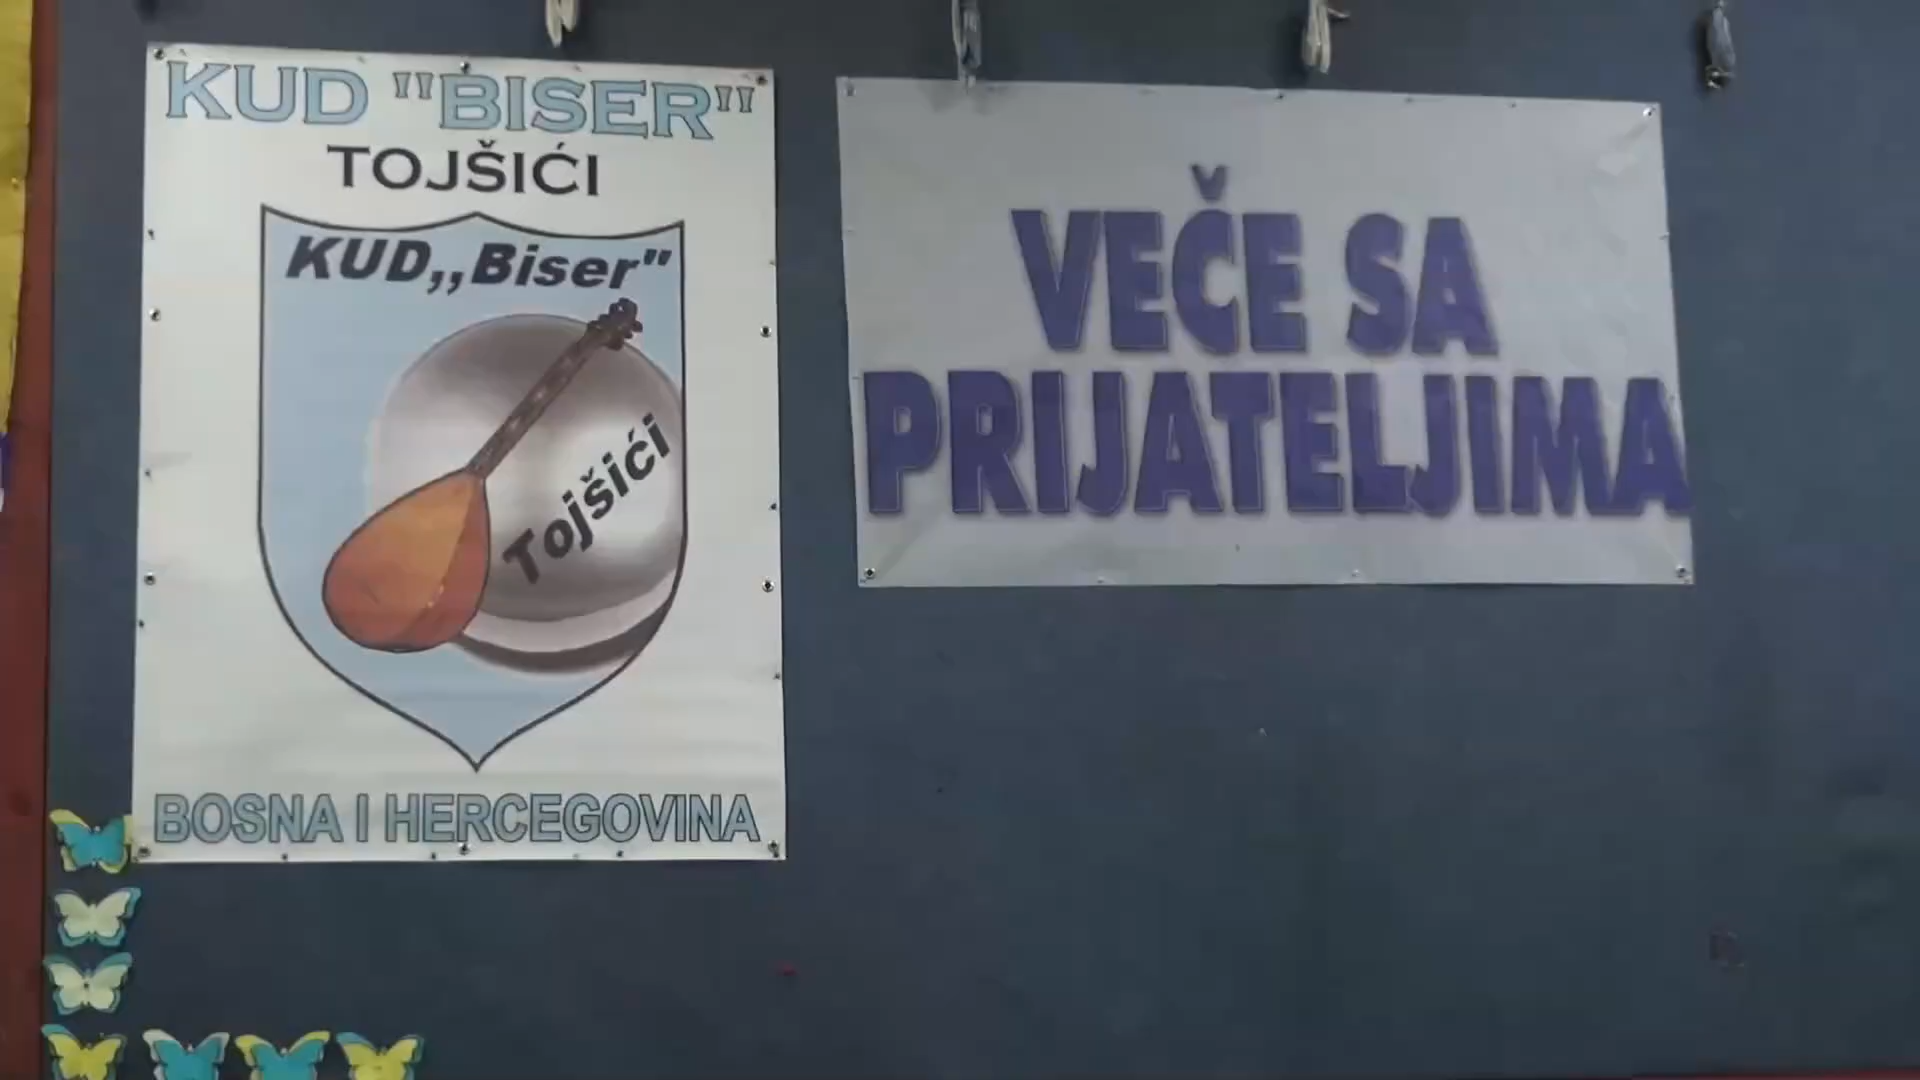 KUD "BISER"
TOJŠIĆI
KUD,,Biser"
Tojšići
BOSNA I HERCEGOVINA
VEČE SA
PRIJATELJIMA